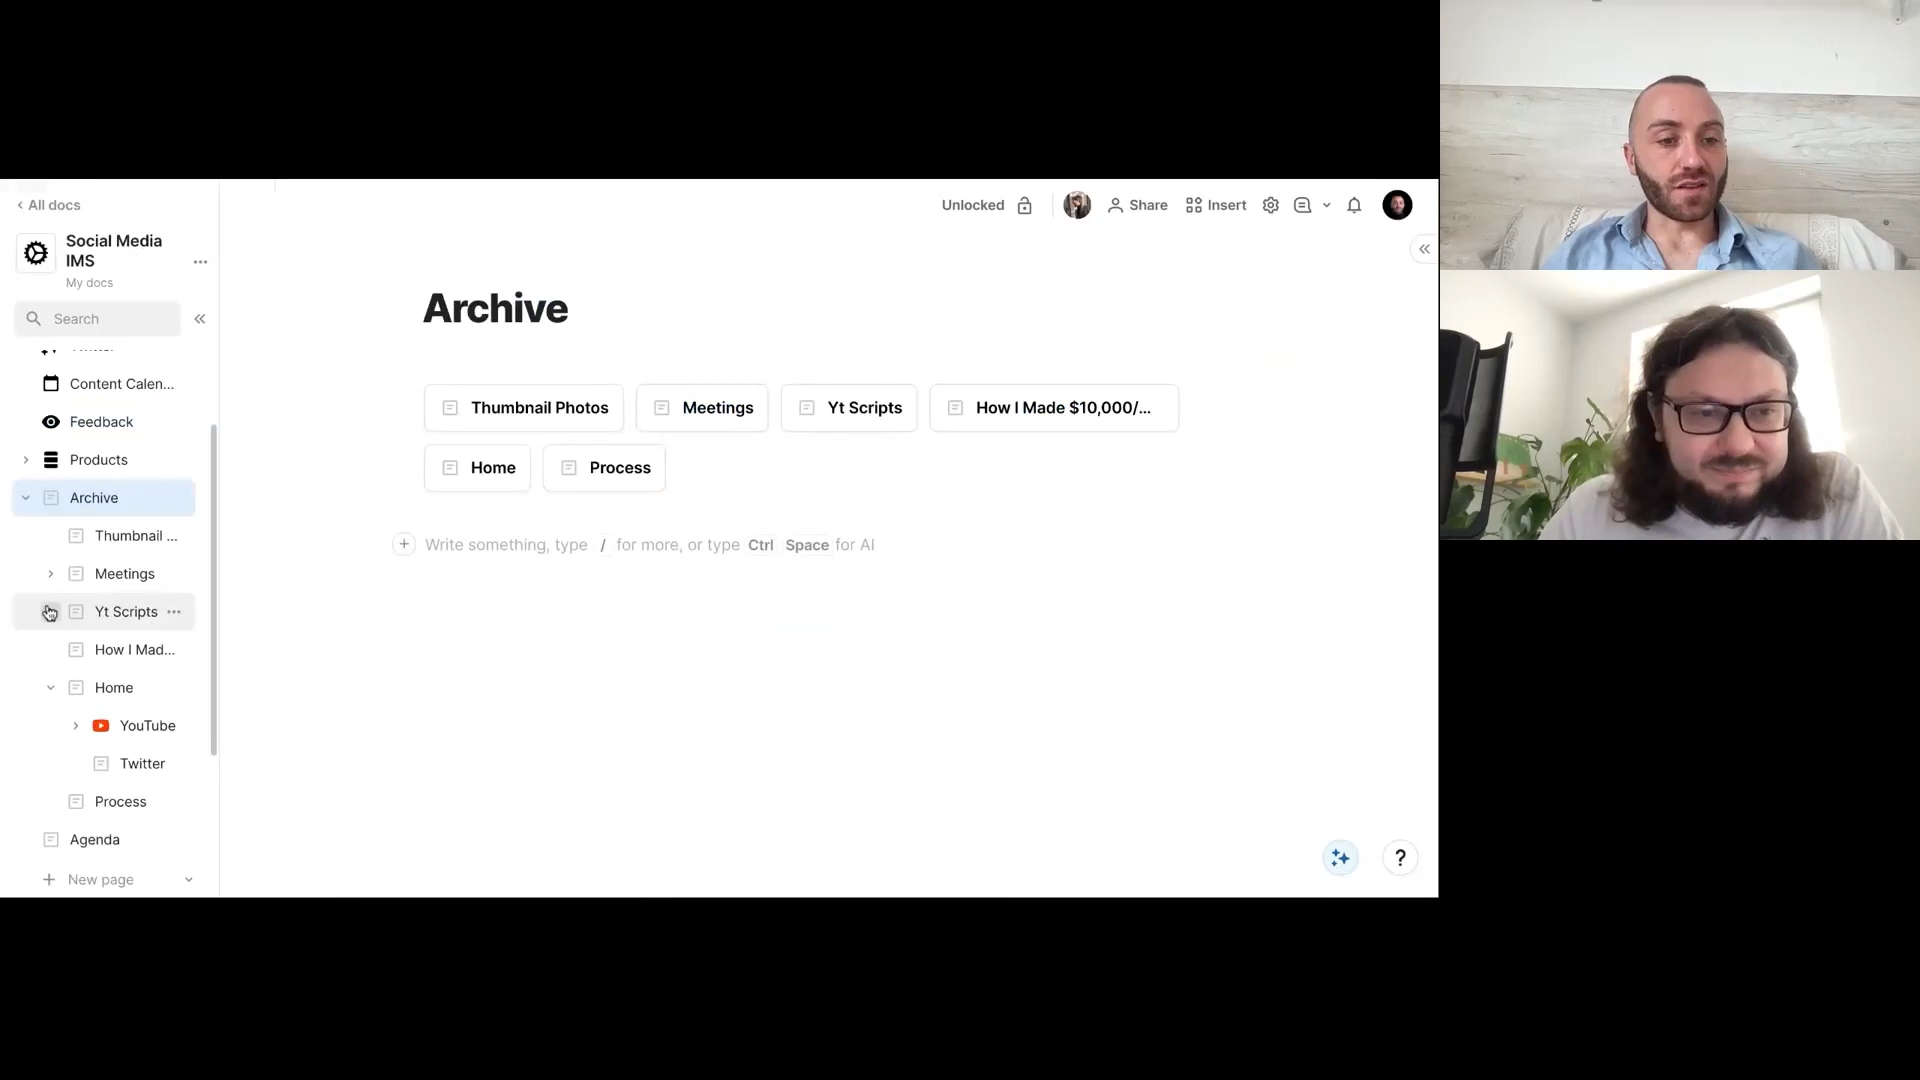 All docs
Social Media
IMS
My docs
Search
Content Calen...
Feedback
Products
Archive
Thumbnail ...
Meetings
Yt Scripts
How I Mad...
Home
YouTube
Twitter
Process
Agenda
New page
Unlocked
Share
Insert
Archive
Thumbnail Photos
Meetings
Yt Scripts
How I Made $10,000/...
Home
Process
Write something, type / for more, or type Ctrl Space for AI
?